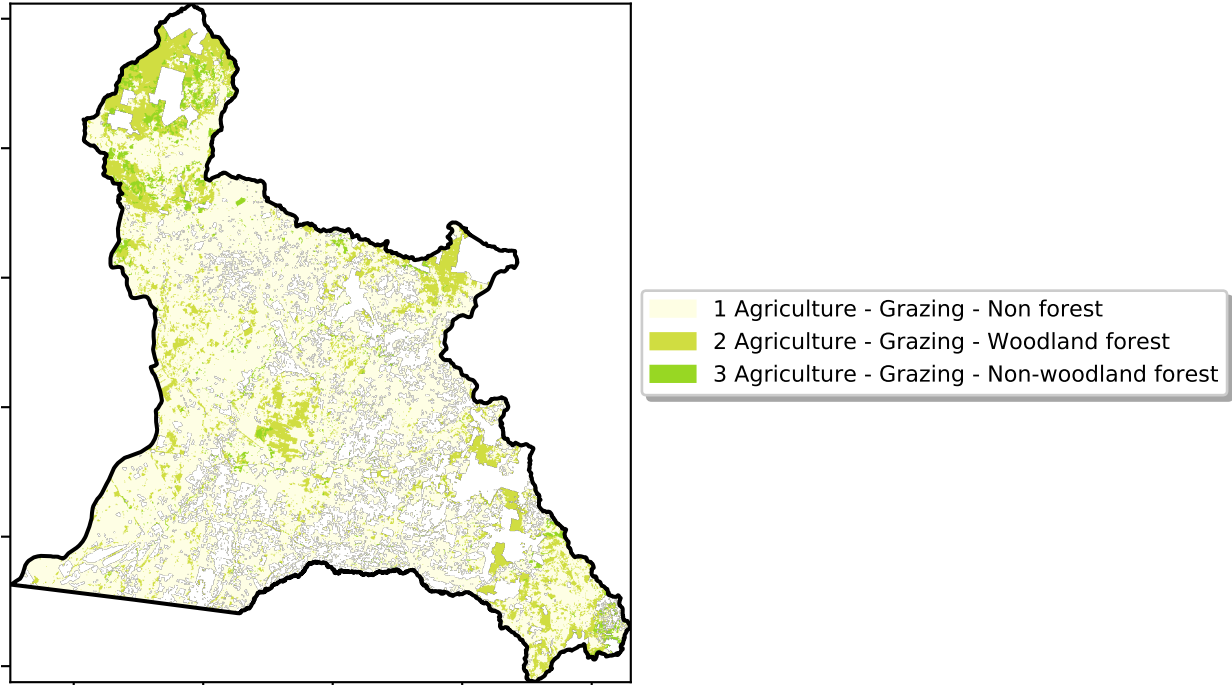 1 Agriculture - Grazing - Non forest
2 Agriculture - Grazing - Woodland forest
3 Agriculture - Grazing - Non-woodland forest